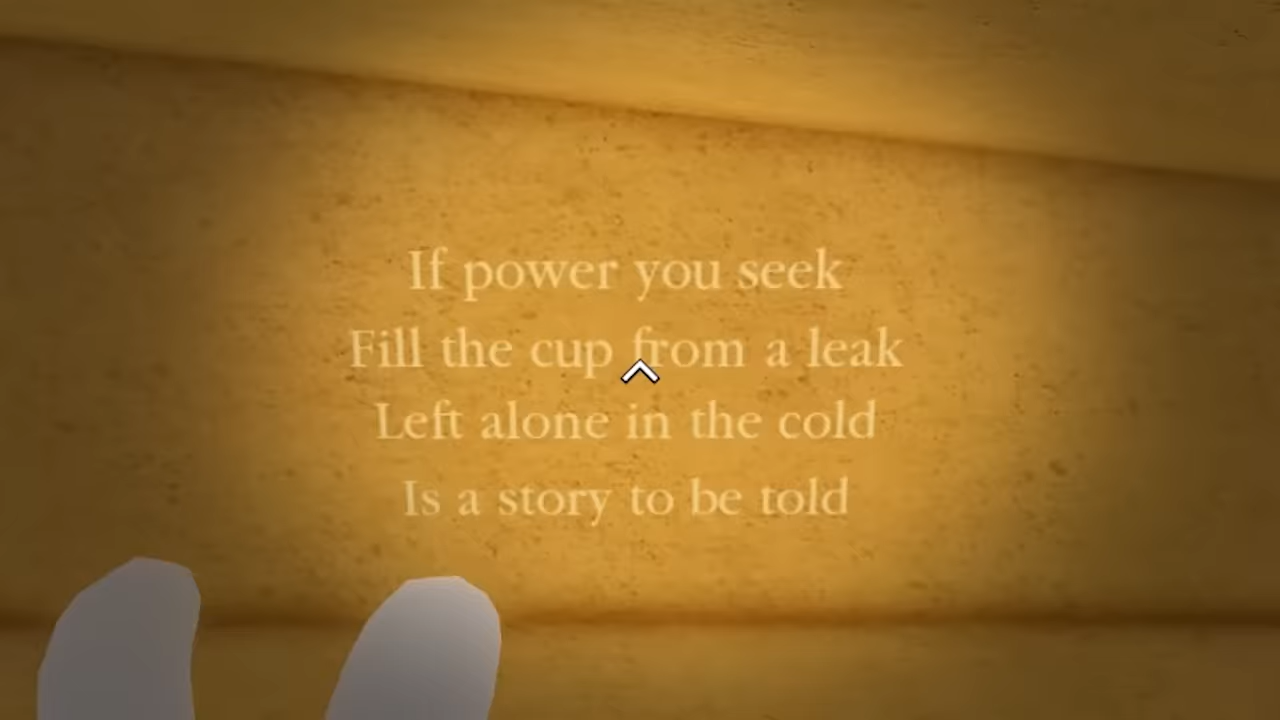 If power you seek
Fill the cup from a leak
Left alone in the cold
Is a story to be told